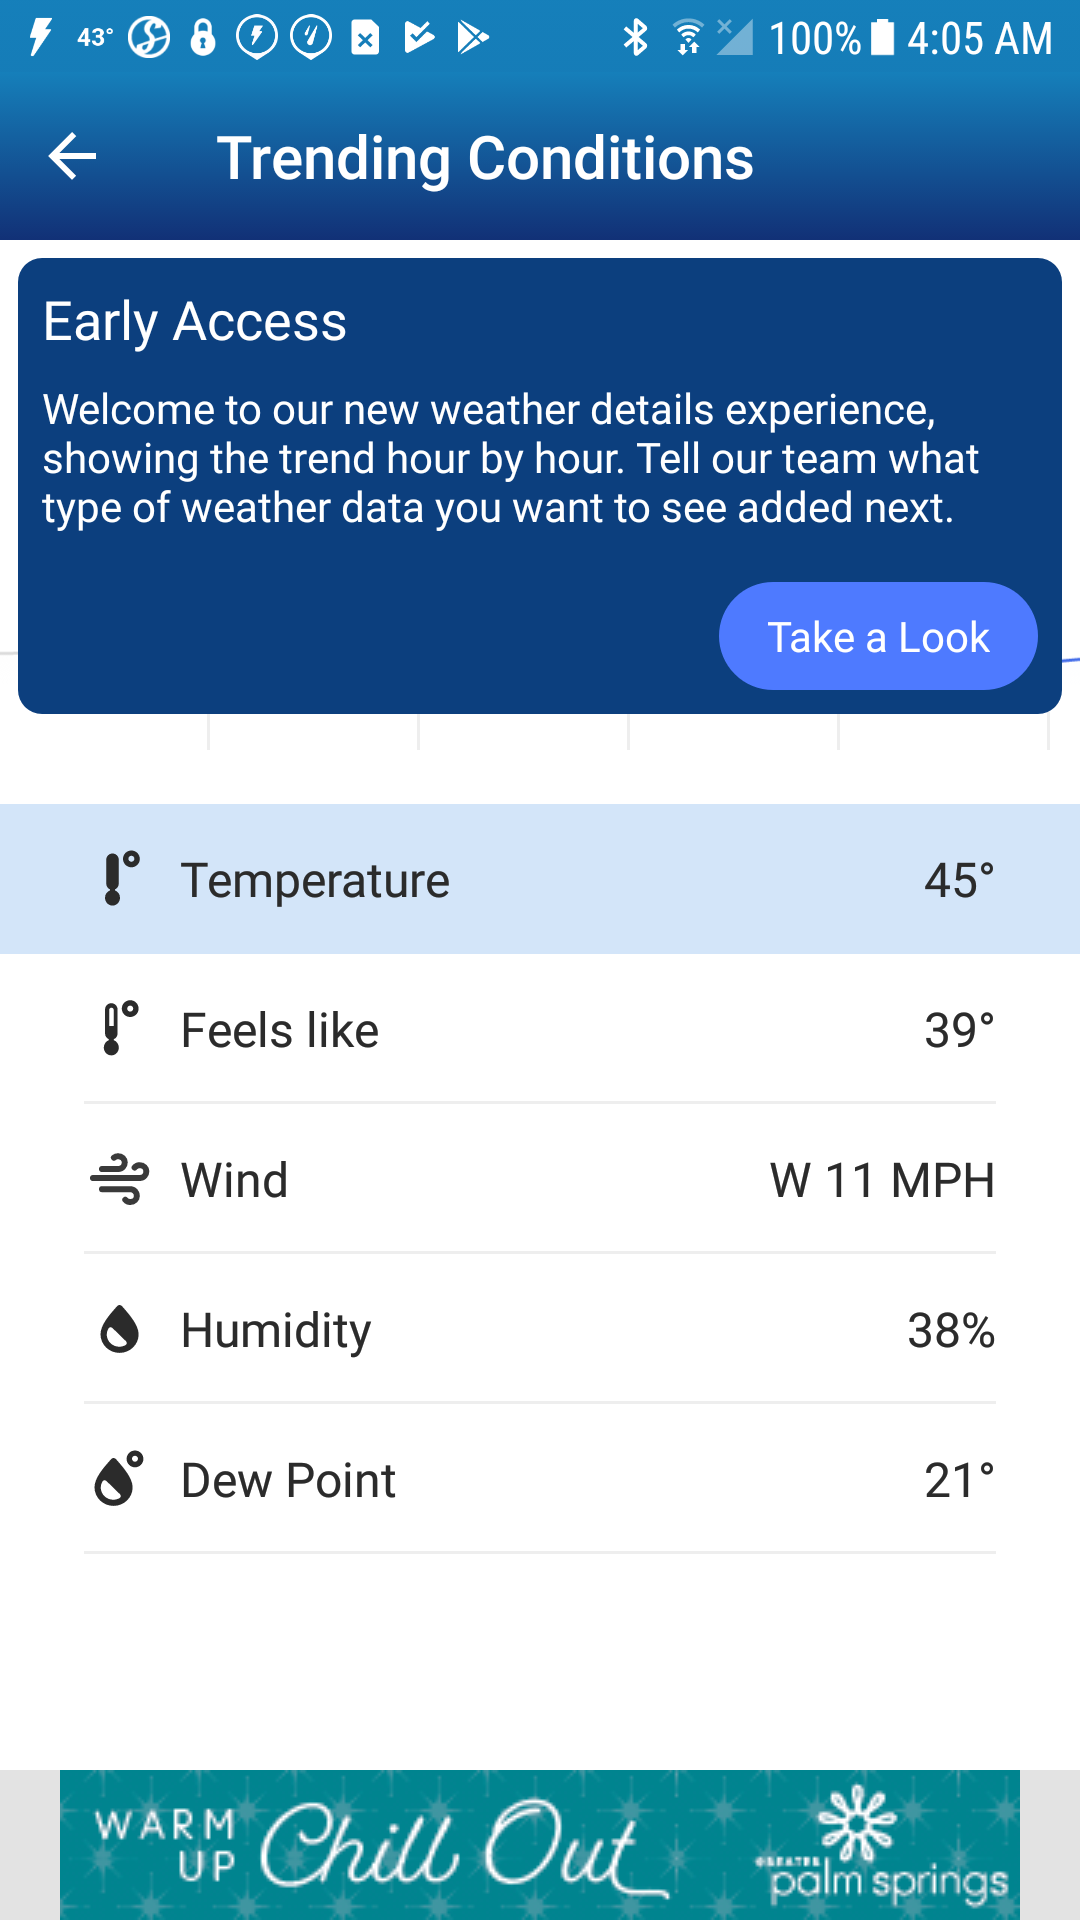 43° 100% 4:05 AM
Trending Conditions
Early Access
Welcome to our new weather details experience,
showing the trend hour by hour. Tell our team what
type of weather data you want to see added next.
Take a Look
Temperature 45°
Feels like 39°
Wind W 11 MPH
Humidity 38%
Dew Point 21°
WARM
UP
Chill Out
GREATER
palm springs